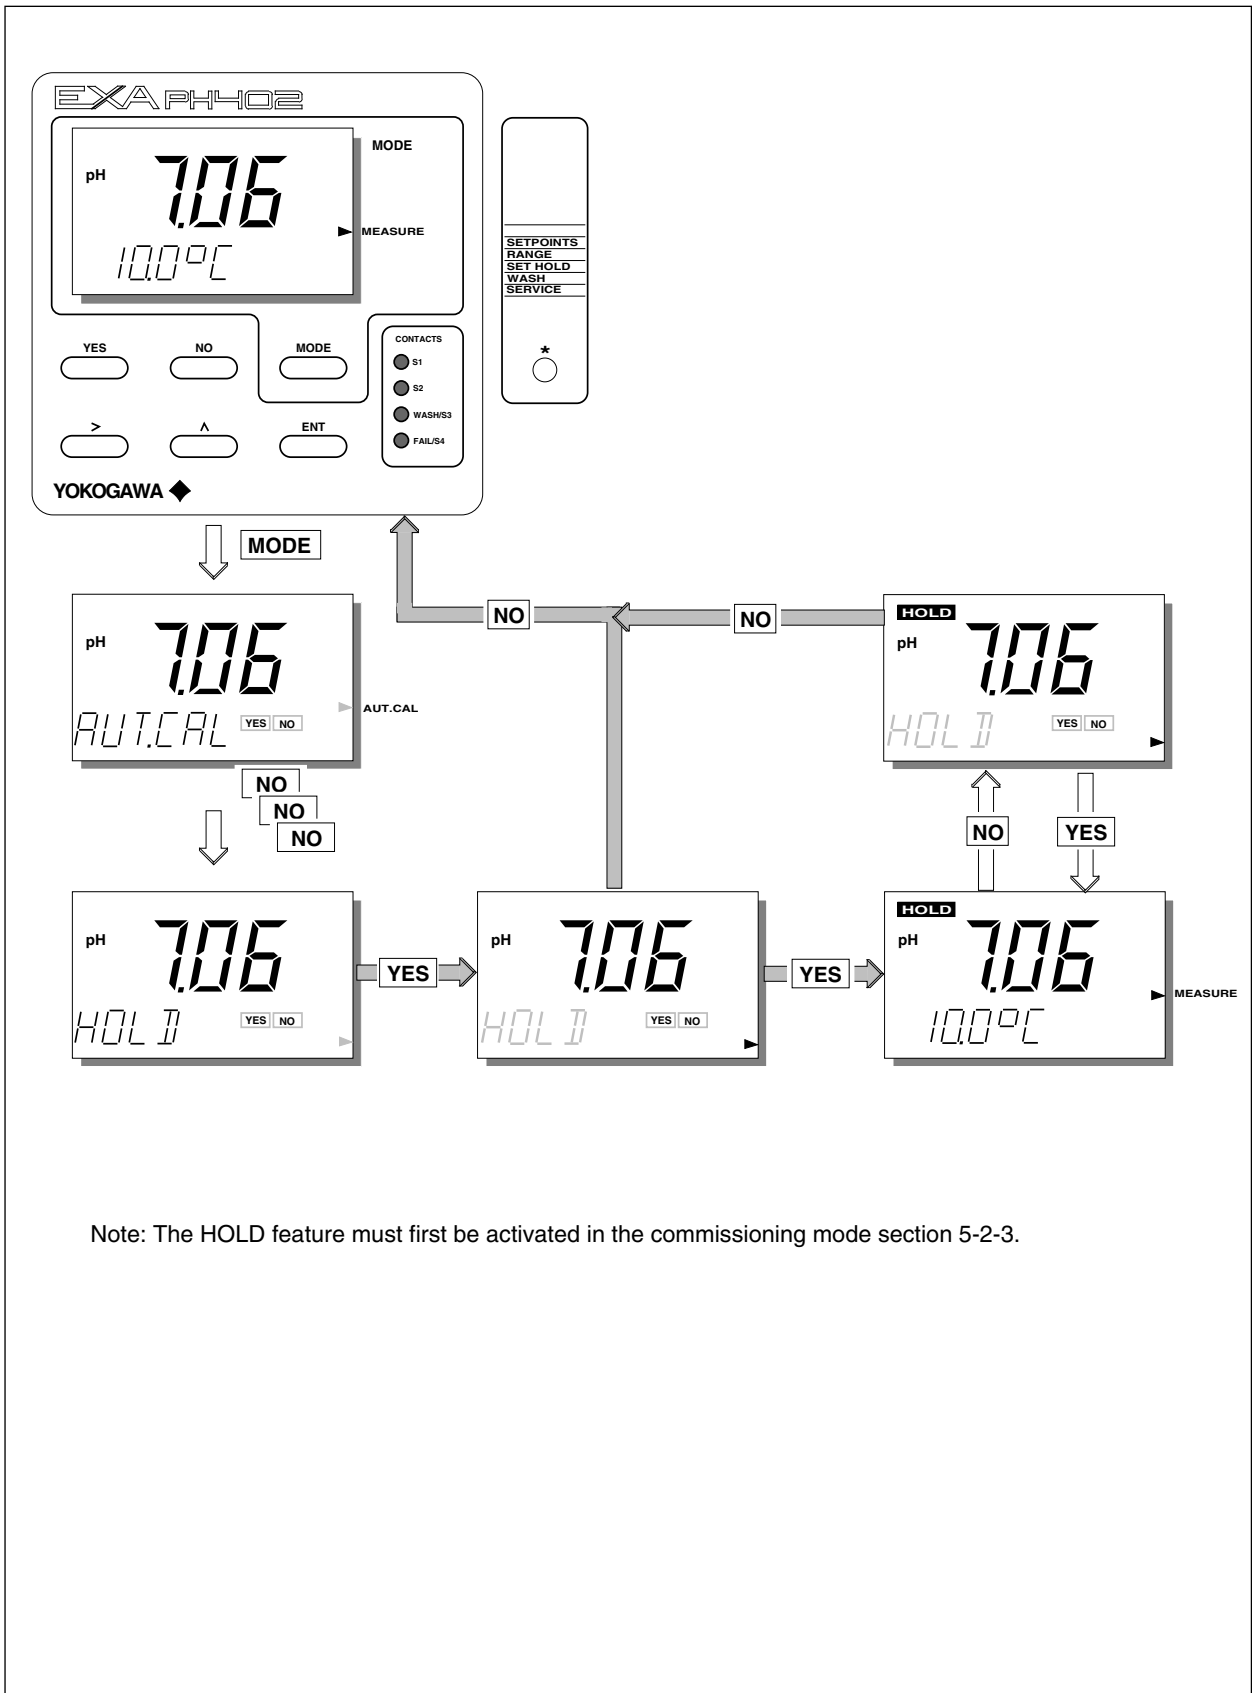 EXA PH402
MODE
pH
7.06
MEASURE
10.0°C
YES
NO
MODE
>
^
ENT
CONTACTS
S1
S2
WASH/S3
FAIL/S4
YOKOGAWA
SETPOINTS
RANGE
SET HOLD
WASH
SERVICE
*
MODE
pH
7.06
AUT.CAL YES NO
AUT.CAL
NO
NO
NO
NO
NO
HOLD
pH
7.06
HOLD YES NO
NO
YES
pH
7.06
HOLD YES NO
YES
pH
7.06
HOLD YES NO
YES
HOLD
pH
7.06
MEASURE
10.0°C
Note: The HOLD feature must first be activated in the commissioning mode section 5-2-3.